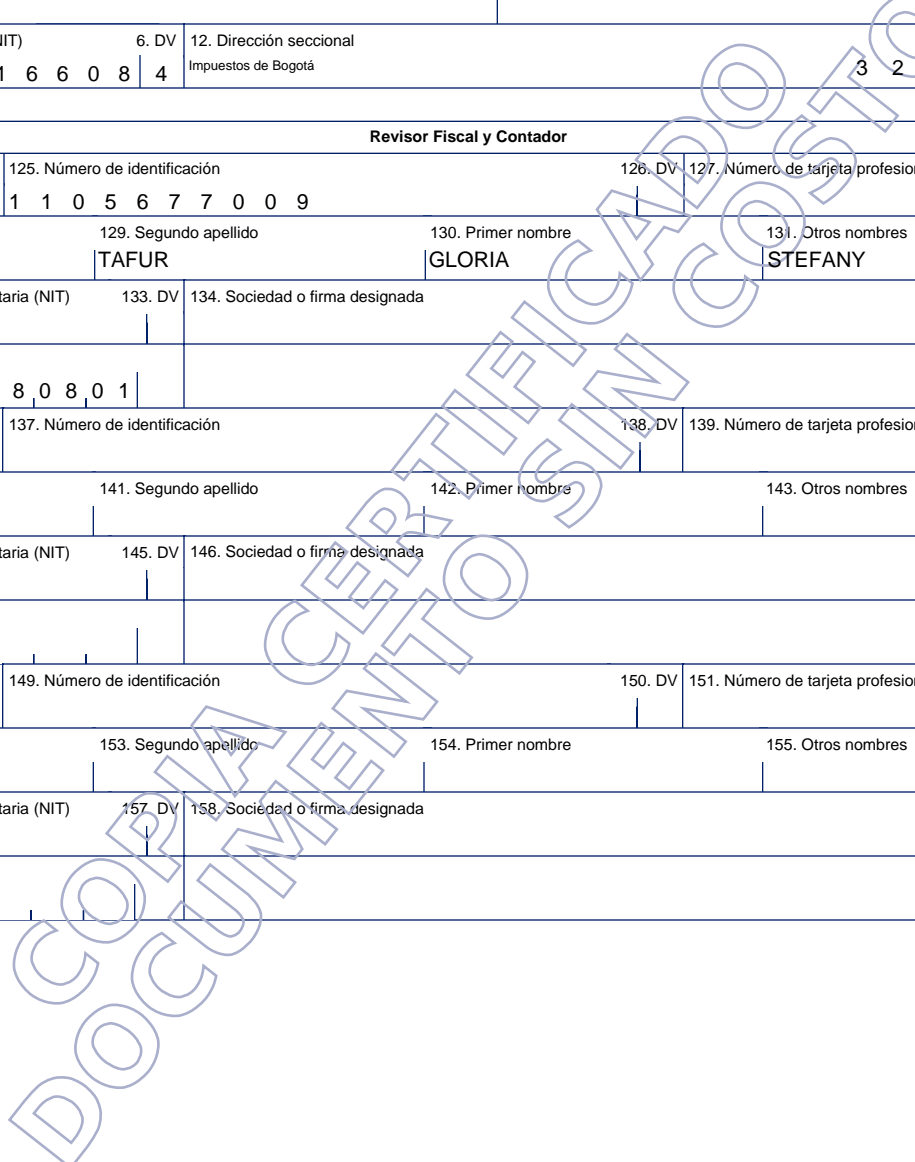 IIT) 6. DV 12. Dirección seccional
1 6 6 0 8 4 Impuestos de Bogotá 3 2
Revisor Fiscal y Contador
125. Número de identificación 126. DV 127. Número de tarjeta profesion
1 1 0 5 6 7 7 0 0 9
129. Segundo apellido 130. Primer nombre 131. Otros nombres
TAFUR GLORIA STEFANY
taria (NIT) 133. DV 134. Sociedad o firma designada
8 0 8 0 1
137. Número de identificación 138. DV 139. Número de tarjeta profesion
141. Segundo apellido 142. Primer nombre 143. Otros nombres
taria (NIT) 145. DV 146. Sociedad o firma designada
149. Número de identificación 150. DV 151. Número de tarjeta profesion
153. Segundo apellido 154. Primer nombre 155. Otros nombres
taria (NIT) 157. DV 158. Sociedad o firma designada
COPIA CERTIFICADO
DOCUMENTO SIN COSTO